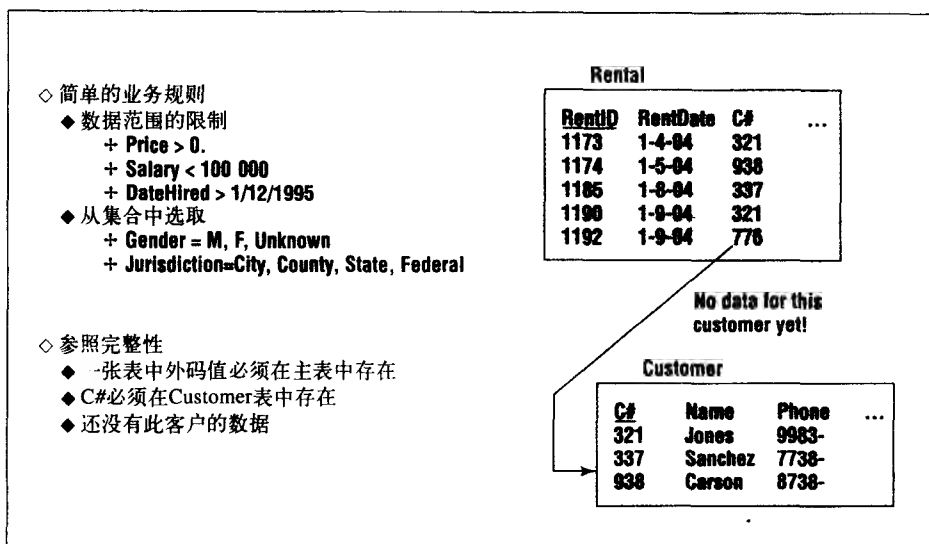 ◇ 简单的业务规则
◆ 数据范围的限制
+ Price > 0.
+ Salary < 100 000
+ DateHired > 1/12/1995
◆ 从集合中选取
+ Gender = M, F, Unknown
+ Jurisdiction=City, County, State, Federal
◇ 参照完整性
◆ 一张表中外码值必须在主表中存在
◆ C#必须在Customer表中存在
◆ 还没有此客户的数据
Rental
RentID RentDate C# ...
1173 1-4-04 321
1174 1-5-04 938
1185 1-8-04 337
1190 1-9-04 321
1192 1-9-04 776
No data for this
customer yet!
Customer
C# Name Phone ...
321 Jones 9983-
337 Sanchez 7738-
938 Carson 8738-